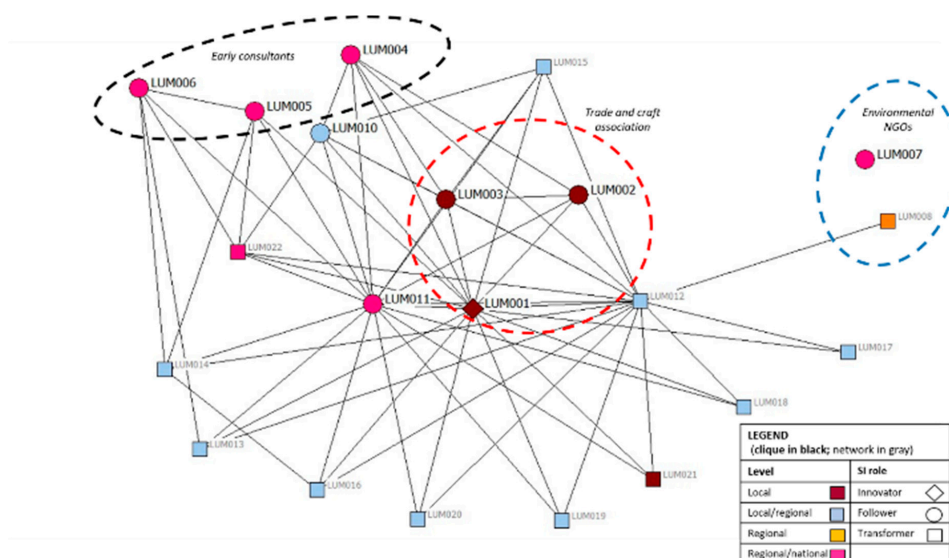 LUM004
Early consultants
LUM015
LUM006
LUM005
Trade and craft
association
Environmental
NGOs
LUM010
LUM007
LUM003
LUM002
LUM008
LUM022
LUM011
LUM001
LUM012
LUM017
LUM014
LUM018
LUM013
LUM021
LUM016
LUM020
LUM019
LEGEND
(clique in black; network in gray)
Level SI role
Local Innovator
Local/regional Follower
Regional Transformer
Regional/national